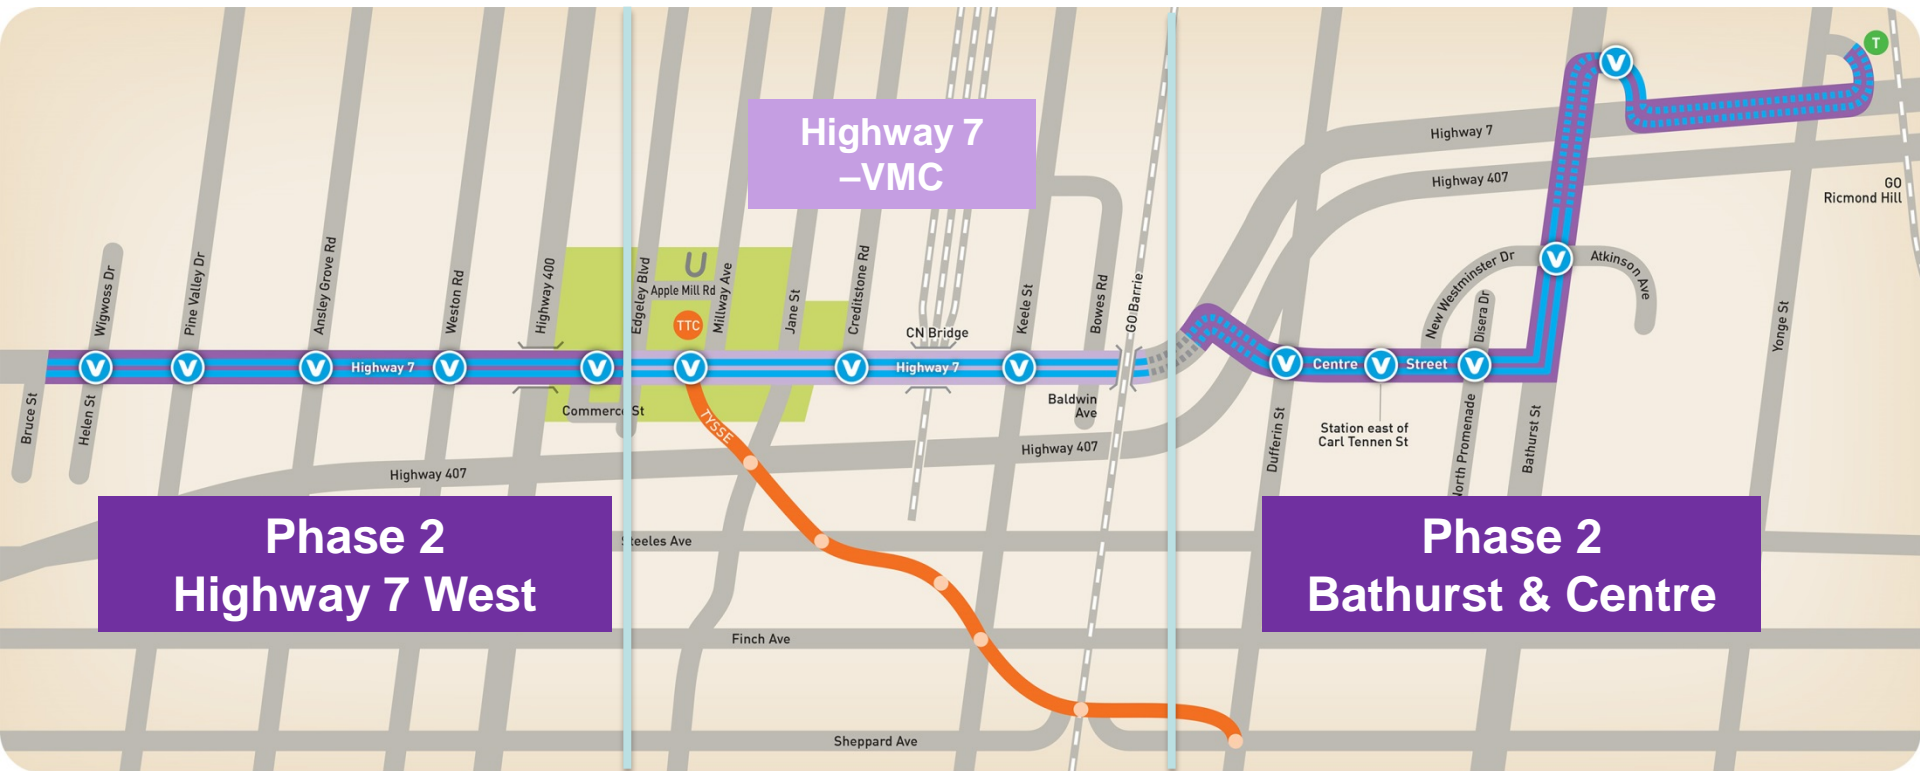 T
V
Highway 7
–VMC
Highway 7
Highway 407
GO
Ricmond Hill
Wigwoss Dr
Pine Valley Dr
Ansley Grove Rd
Weston Rd
Highway 400
Edgeley Blvd
U
Apple Mill Rd
Millway Ave
Jane St
Creditstone Rd
CN Bridge
Keele St
Bowes Rd
GO Barrie
New Westminster Dr
Disera Dr
V
Atkinson Ave
Yonge St
TTC
V
V
V
V
Highway 7
V
V
V
Highway 7
V
V
Centre
V
Street
V
Bruce St
Helen St
Commerce St
TYSSE
Baldwin
Ave
Station east of
Carl Tennen St
Dufferin St
North Promenade
Bathurst St
Highway 407
Highway 407
Phase 2
Highway 7 West
Phase 2
Bathurst & Centre
Steeles Ave
Finch Ave
Sheppard Ave